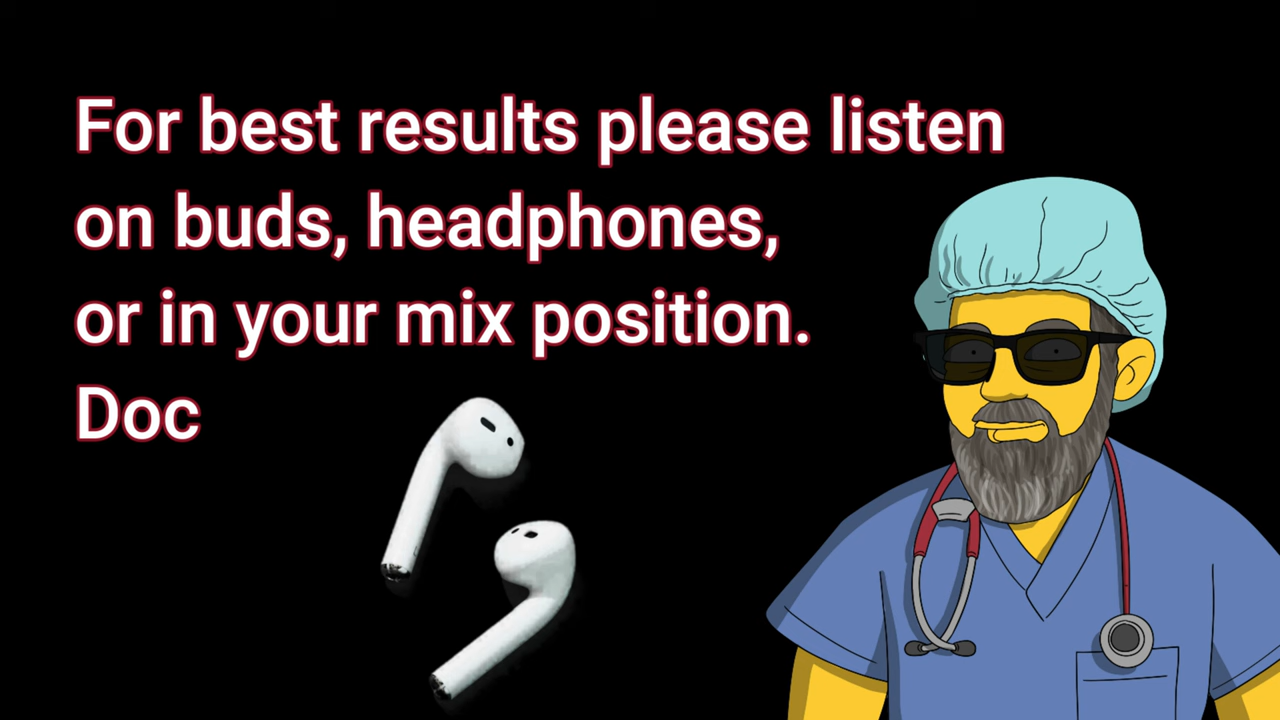 For best results please listen
on buds, headphones,
or in your mix position.
Doc